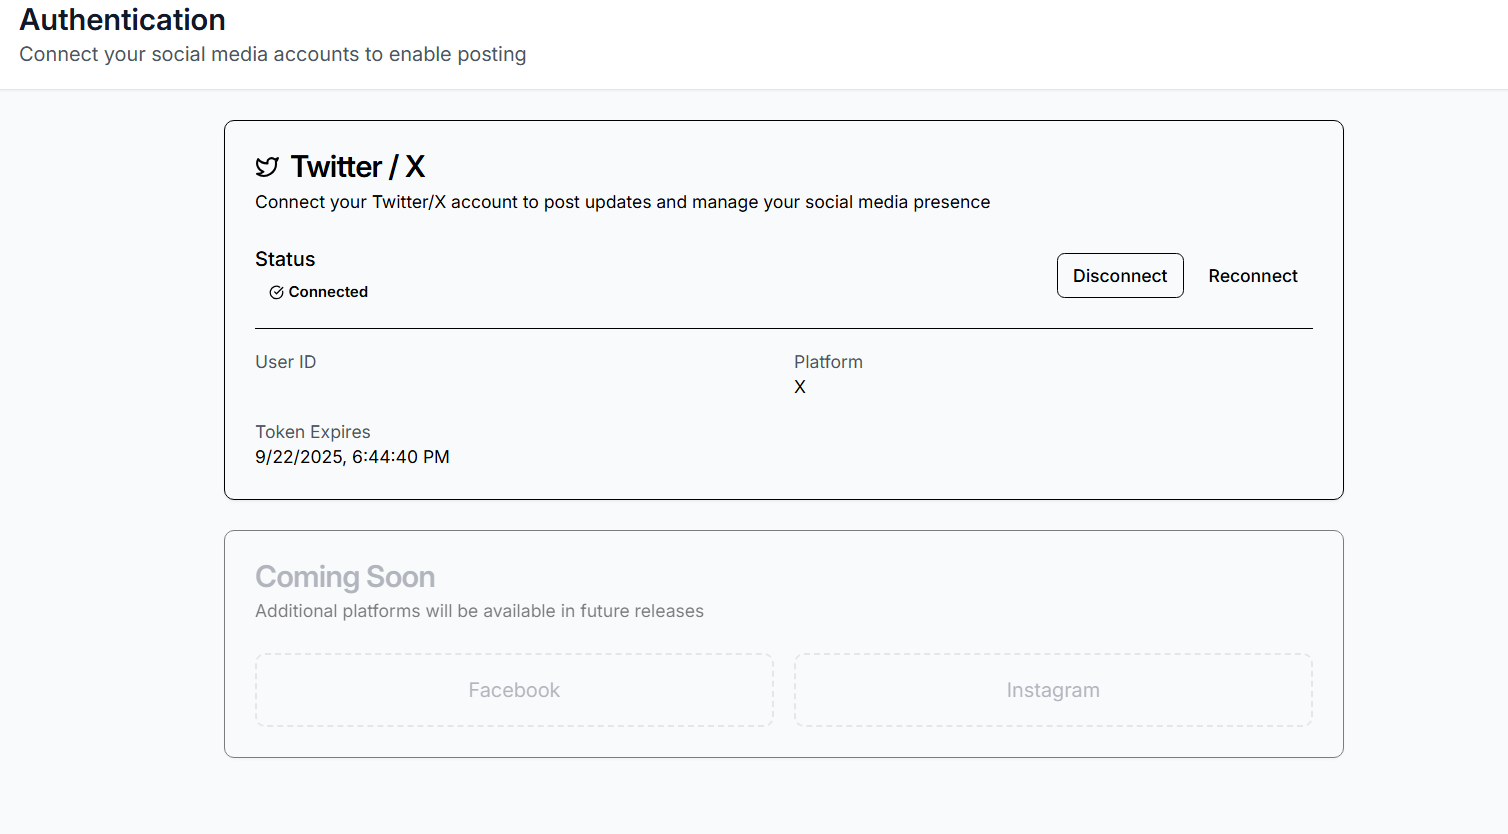 Authentication
Connect your social media accounts to enable posting
Twitter / X
Connect your Twitter/X account to post updates and manage your social media presence
Status
Connected
Disconnect
Reconnect
User ID
Platform
X
Token Expires
9/22/2025, 6:44:40 PM
Coming Soon
Additional platforms will be available in future releases
Facebook
Instagram